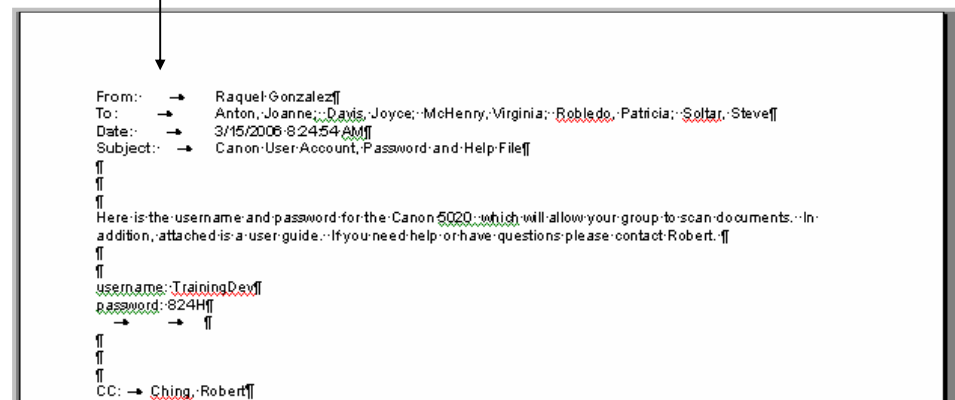 From: Raquel Gonzalez
To: Anton, Joanne; Davis, Joyce; McHenry, Virginia; Robledo, Patricia; Soltar, Steve
Date: 3/15/2006 8:24:54 AM
Subject: Canon User Account, Password and Help File
Here is the username and password for the Canon 5020 which will allow your group to scan documents. In
addition, attached is a user guide. If you need help or have questions please contact Robert.
username: TrainingDev
password: 824H
CC: Ching, Robert